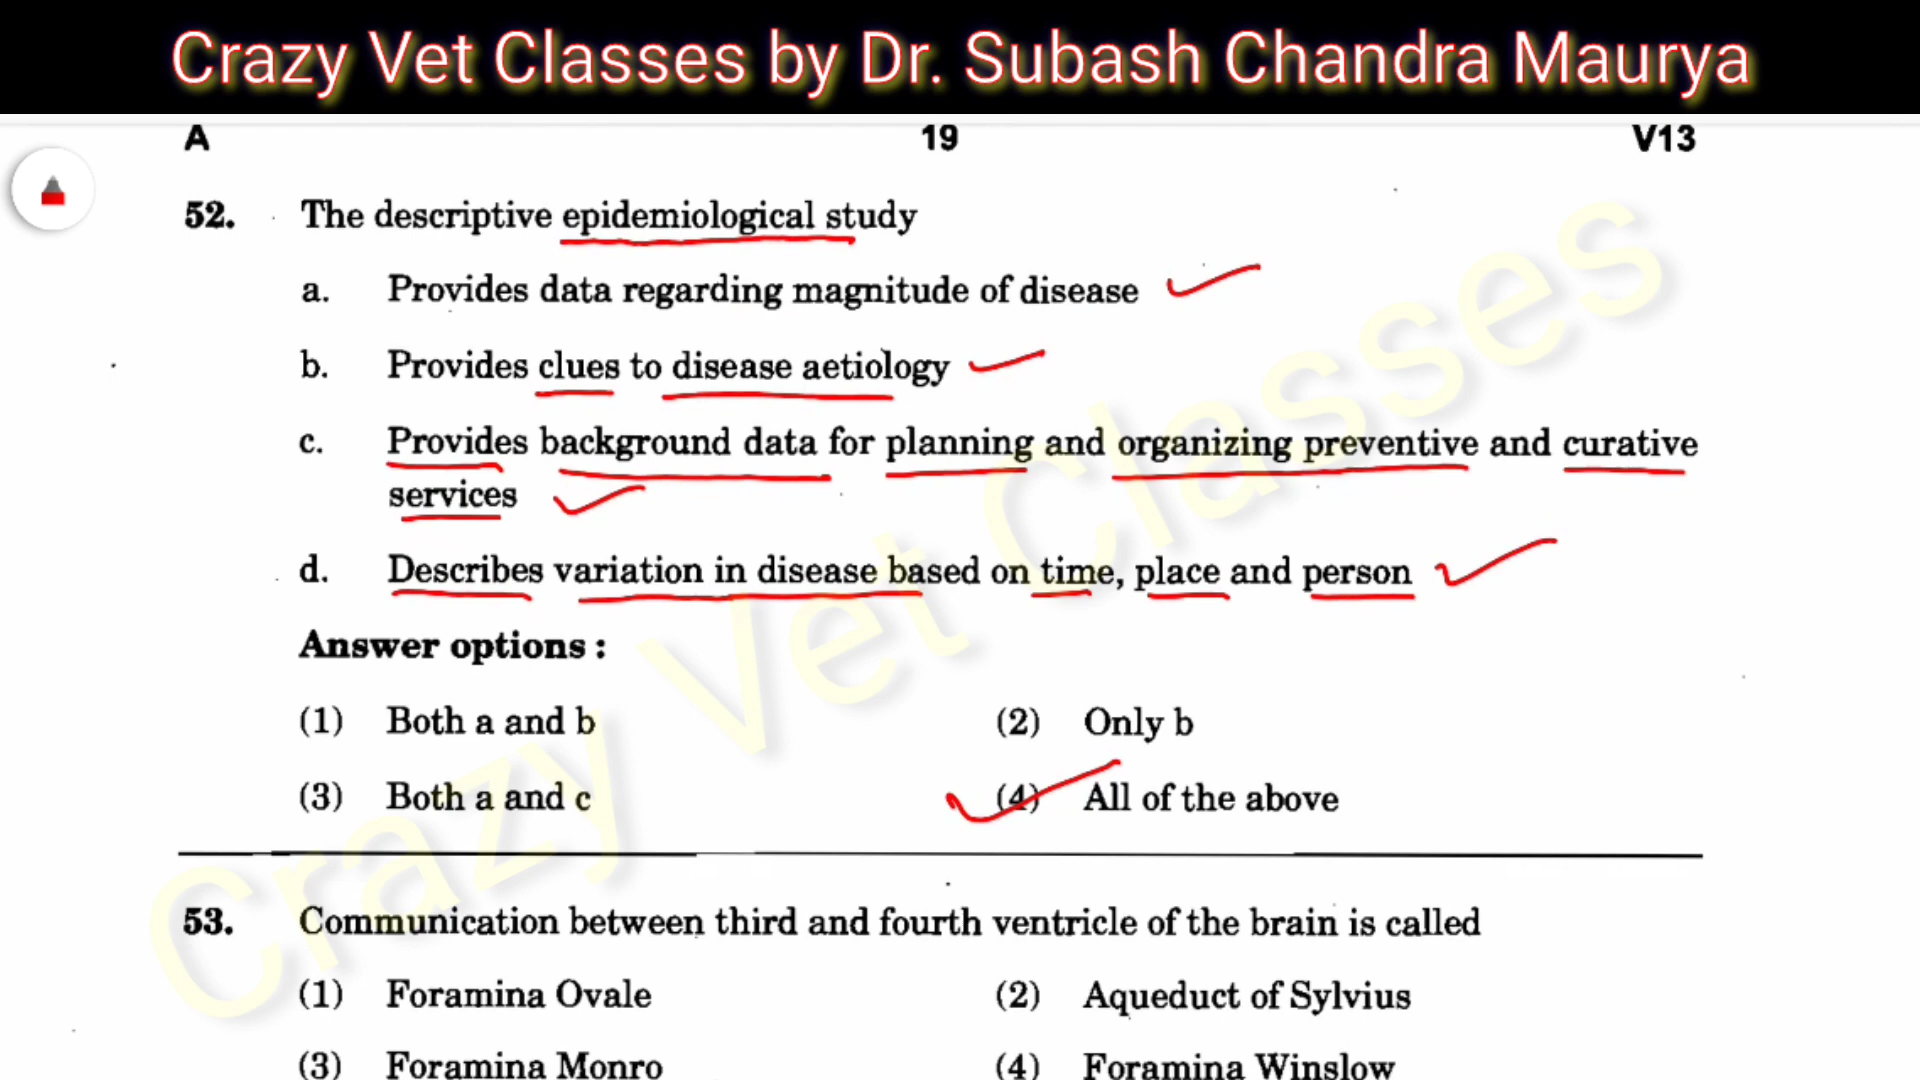 Crazy Vet Classes by Dr. Subash Chandra Maurya
A 19 V13
52. The descriptive epidemiological study
a. Provides data regarding magnitude of disease
b. Provides clues to disease aetiology
c. Provides background data for planning and organizing preventive and curative
services
d. Describes variation in disease based on time, place and person
Answer options :
(1) Both a and b (2) Only b
(3) Both a and c (4) All of the above
53. Communication between third and fourth ventricle of the brain is called
(1) Foramina Ovale (2) Aqueduct of Sylvius
(3) Foramina Monro (4) Foramina Winslow
Crazy Vet Classes